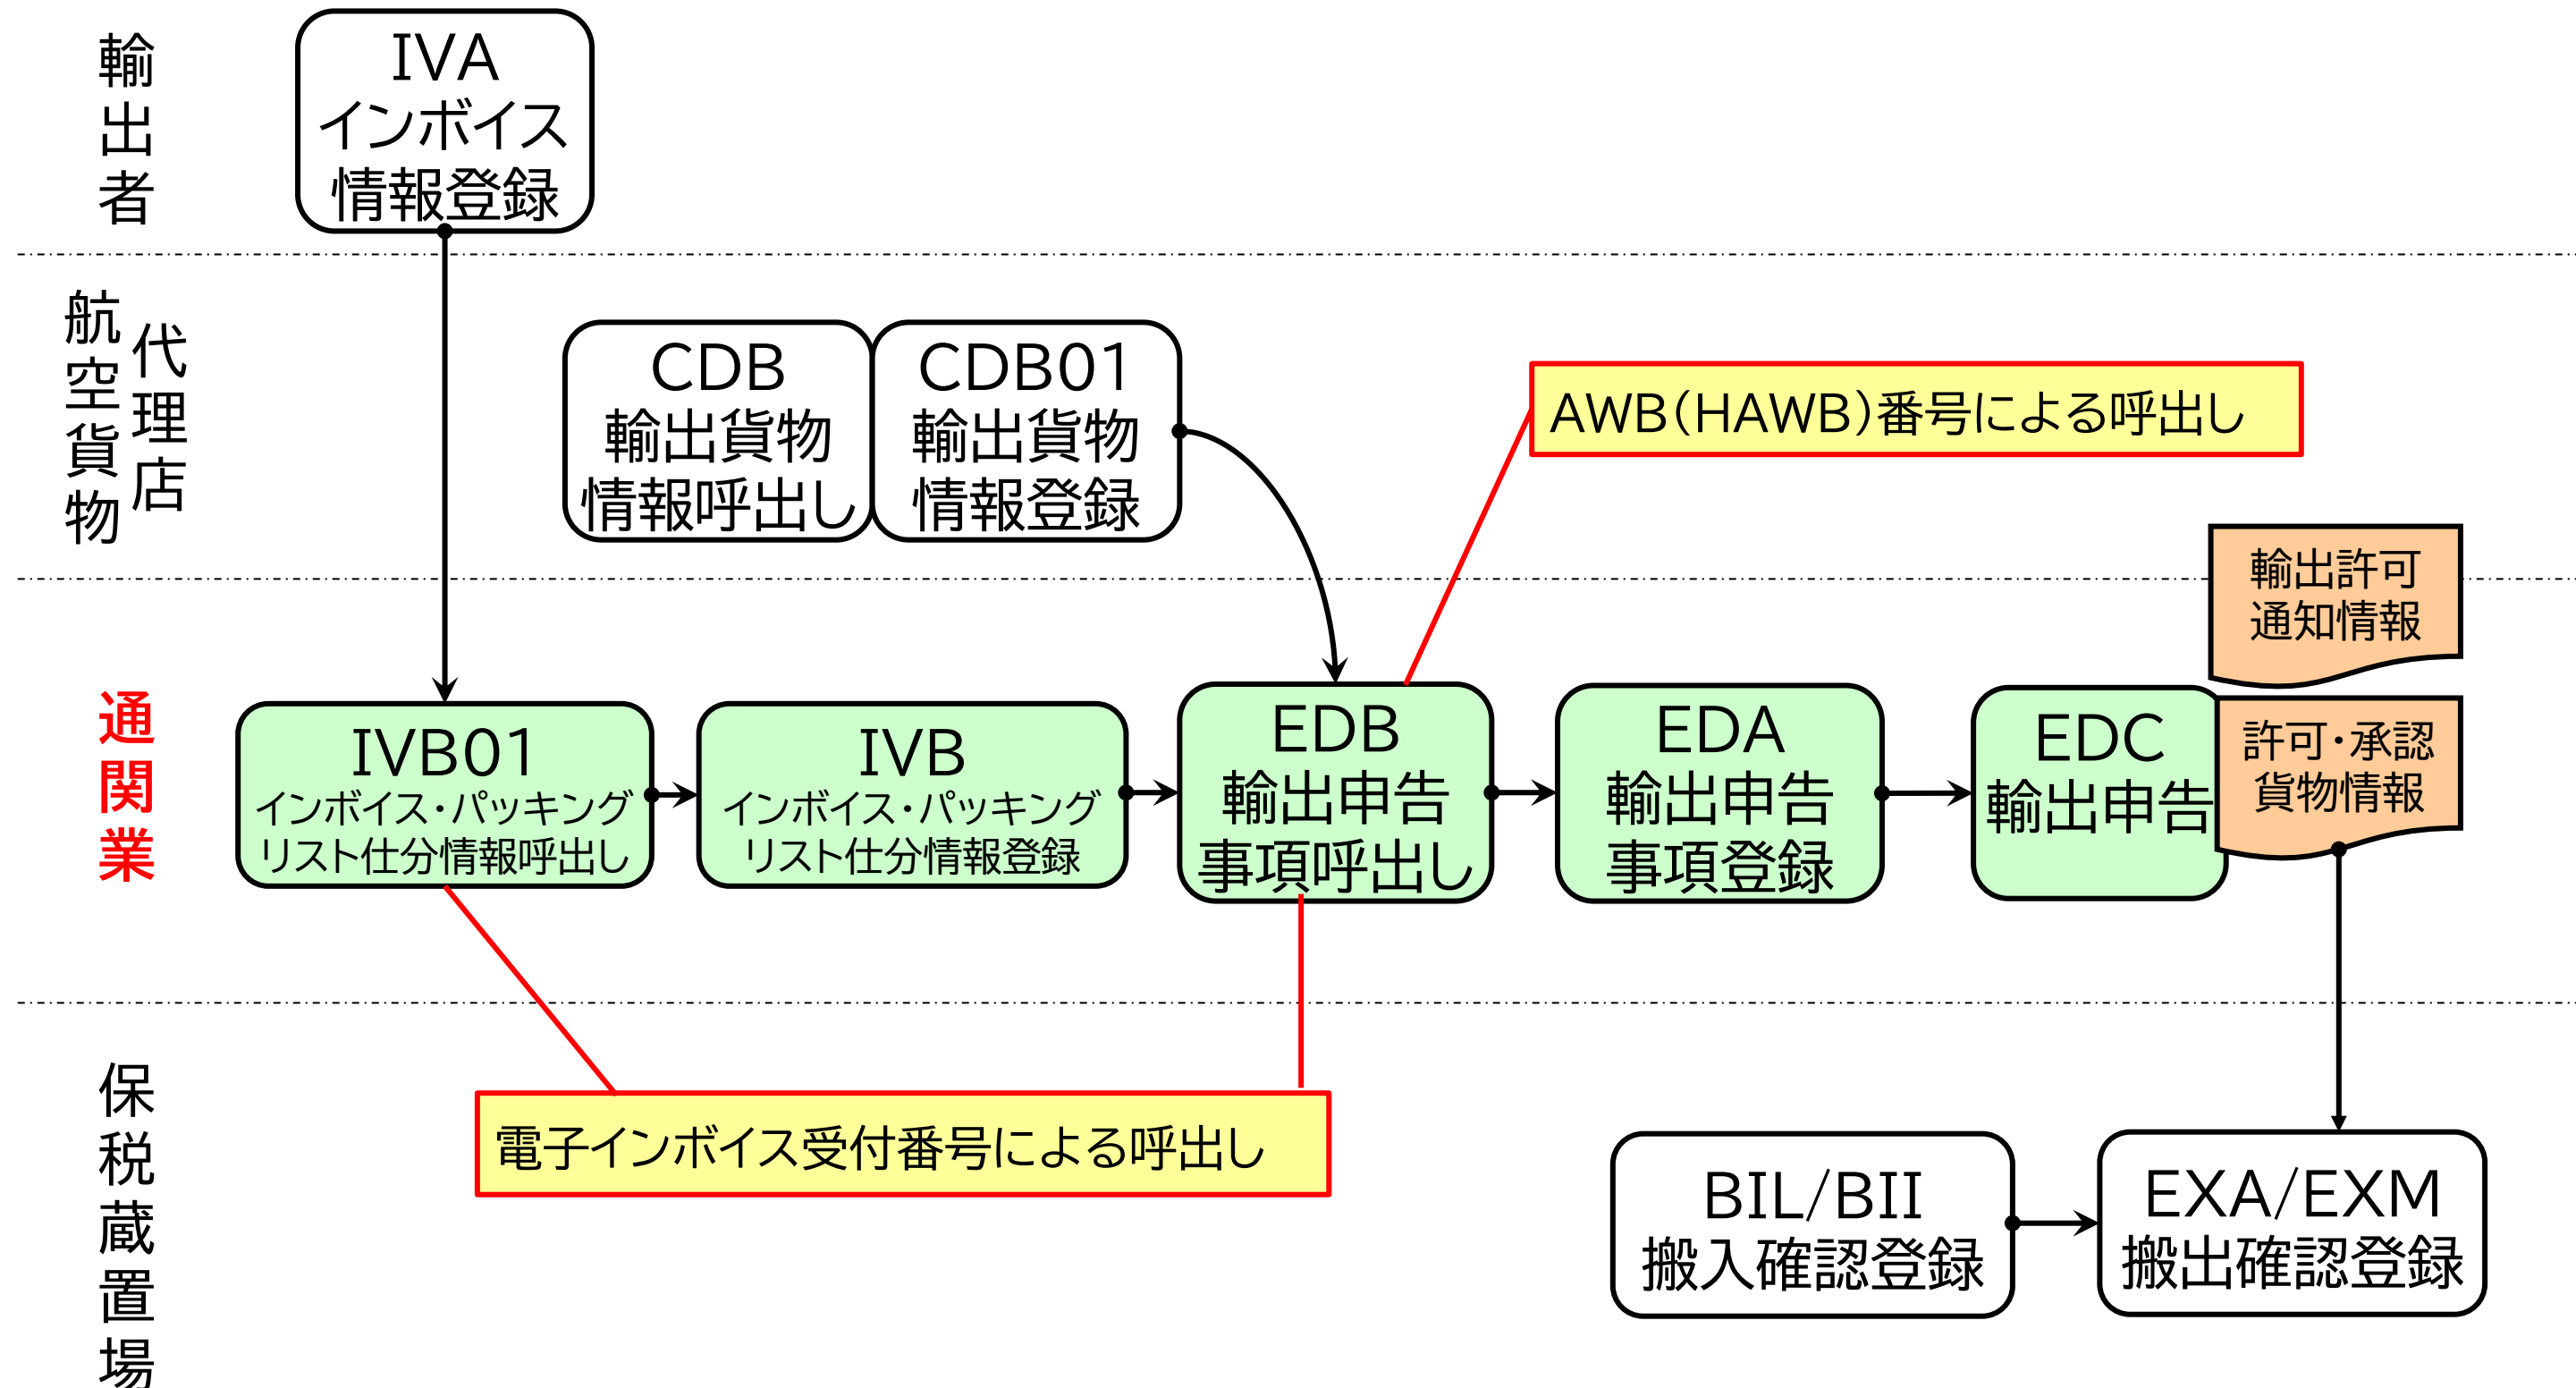 輸出者
IVA
インボイス
情報登録
航空貨物
代理店
CDB
輸出貨物
情報呼出し
CDB01
輸出貨物
情報登録
AWB（HAWB）番号による呼出し
輸出許可
通知情報
通関業
IVB01
インボイス・パッキング
リスト仕分情報呼出し
IVB
インボイス・パッキング
リスト仕分情報登録
EDB
輸出申告
事項呼出し
EDA
輸出申告
事項登録
EDC
輸出申告
許可・承認
貨物情報
保税蔵置場
電子インボイス受付番号による呼出し
BIL/BII
搬入確認登録
EXA/EXM
搬出確認登録